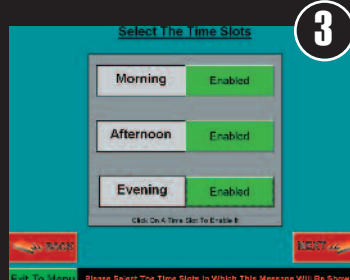 3
Select The Time Slots
Morning Enabled
Afternoon Enabled
Evening Enabled
Click On A Time Slot To Enable It
BACK NEXT
Exit To Menu Please Select The Time Slots In Which This Message Will Be Show